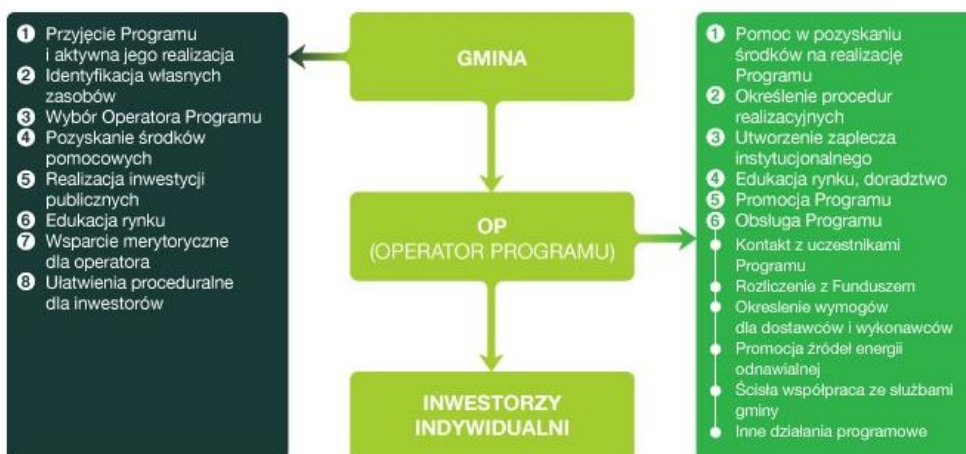 1 Przyjęcie Programu
i aktywna jego realizacja
2 Identyfikacja własnych
zasobów
3 Wybór Operatora Programu
4 Pozyskanie środków
pomocowych
5 Realizacja inwestycji
publicznych
6 Edukacja rynku
7 Wsparcie merytoryczne
dla operatora
8 Ułatwienia proceduralne
dla inwestorów
GMINA
OP
(OPERATOR PROGRAMU)
INWESTORZY
INDYWIDUALNI
1 Pomoc w pozyskaniu
środków na realizację
Programu
2 Określenie procedur
realizacyjnych
3 Utworzenie zaplecza
instytucjonalnego
4 Edukacja rynku, doradztwo
5 Promocja Programu
6 Obsługa Programu
Kontakt z uczestnikami
Programu
Rozliczenie z Funduszem
Okreslenie wymogów
dla dostawców i wykonawców
Promocja źródeł energii
odnawialnej
Ścisła współpraca ze służbami
gminy
Inne działania programowe